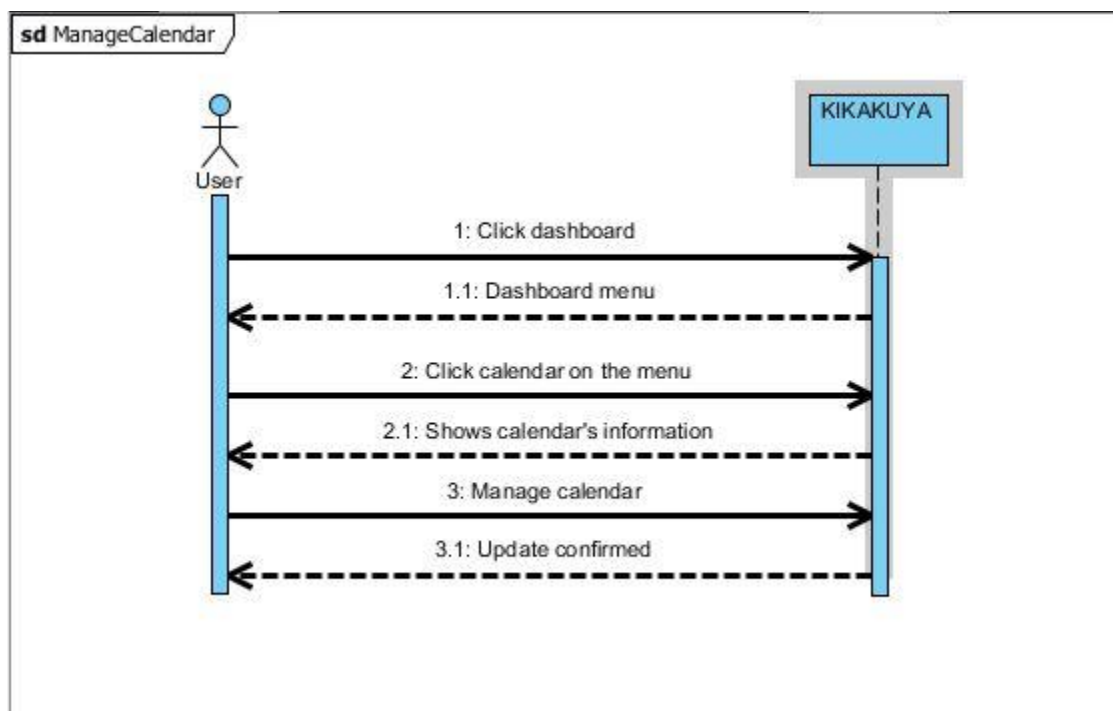 sd ManageCalendar
KIKAKUYA
User
1: Click dashboard
1.1: Dashboard menu
2: Click calendar on the menu
2.1: Shows calendar's information
3: Manage calendar
3.1: Update confirmed